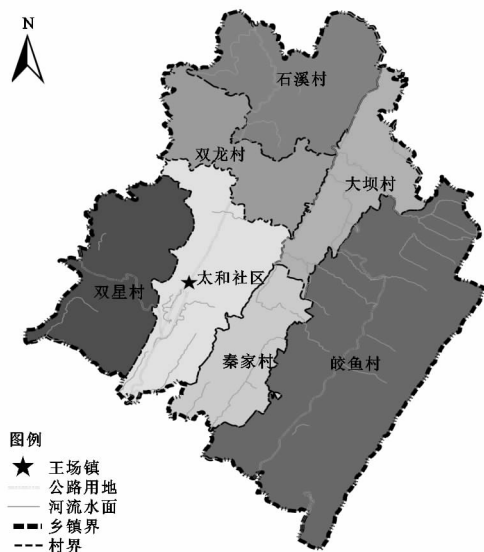 N
石溪村
双龙村
大坝村
太和社区
双星村
秦家村
皎鱼村
图例
王场镇
公路用地
河流水面
乡镇界
村界